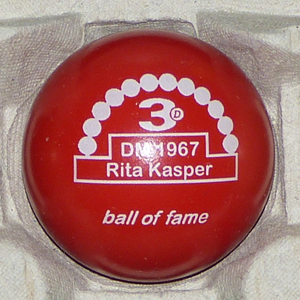 3D
DM 1967
Rita Kasper
ball of fame